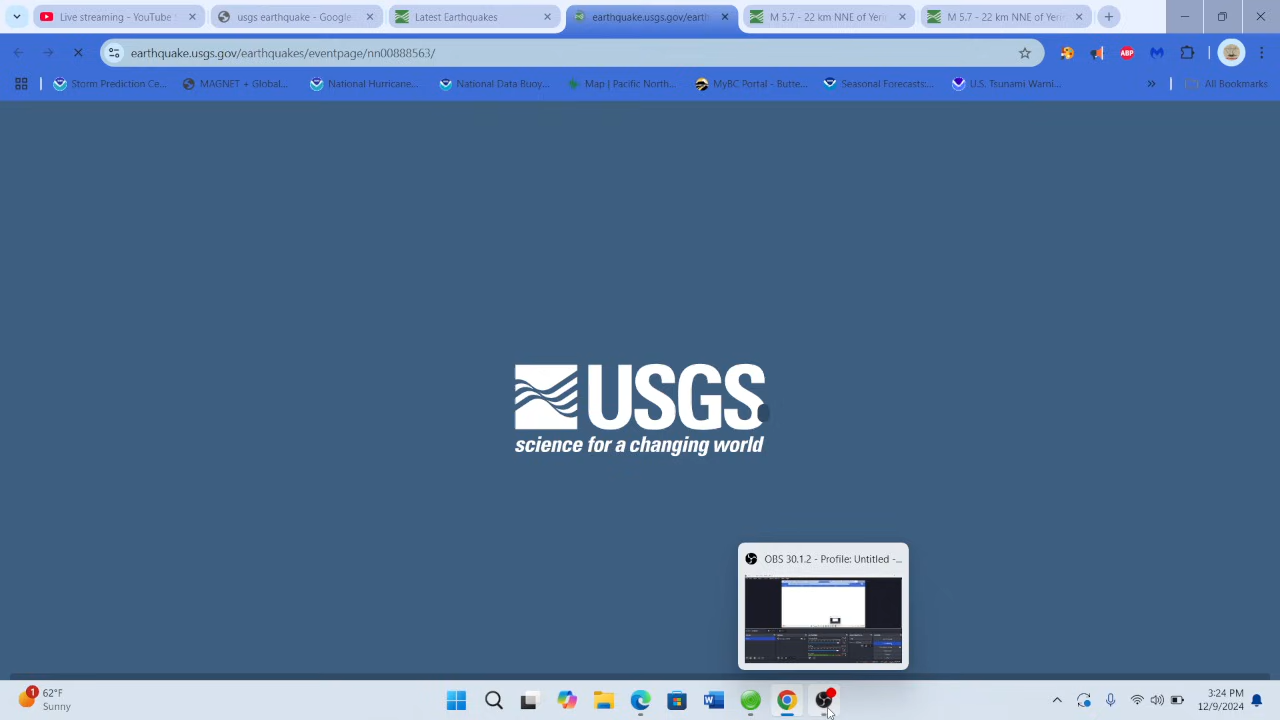 Live streaming - YouTube
usgs earthquake - Google
Latest Earthquakes
earthquake.usgs.gov/eart
M 5.7 - 22 km NNE of Yeri
M 5.7 - 22 km NNE of Yeri
earthquake.usgs.gov/earthquakes/eventpage/nn00888563/
ABP
Storm Prediction Ce...
MAGNET + Global...
National Hurricane...
National Data Buoy...
Map | Pacific North...
MyBC Portal - Butte...
Seasonal Forecasts:...
U.S. Tsunami Warni...
»
All Bookmarks
USGS
science for a changing world
OBS 30.1.2 - Profile: Untitled -...
1
62°F
Sunny
3:24 PM
12/9/2024